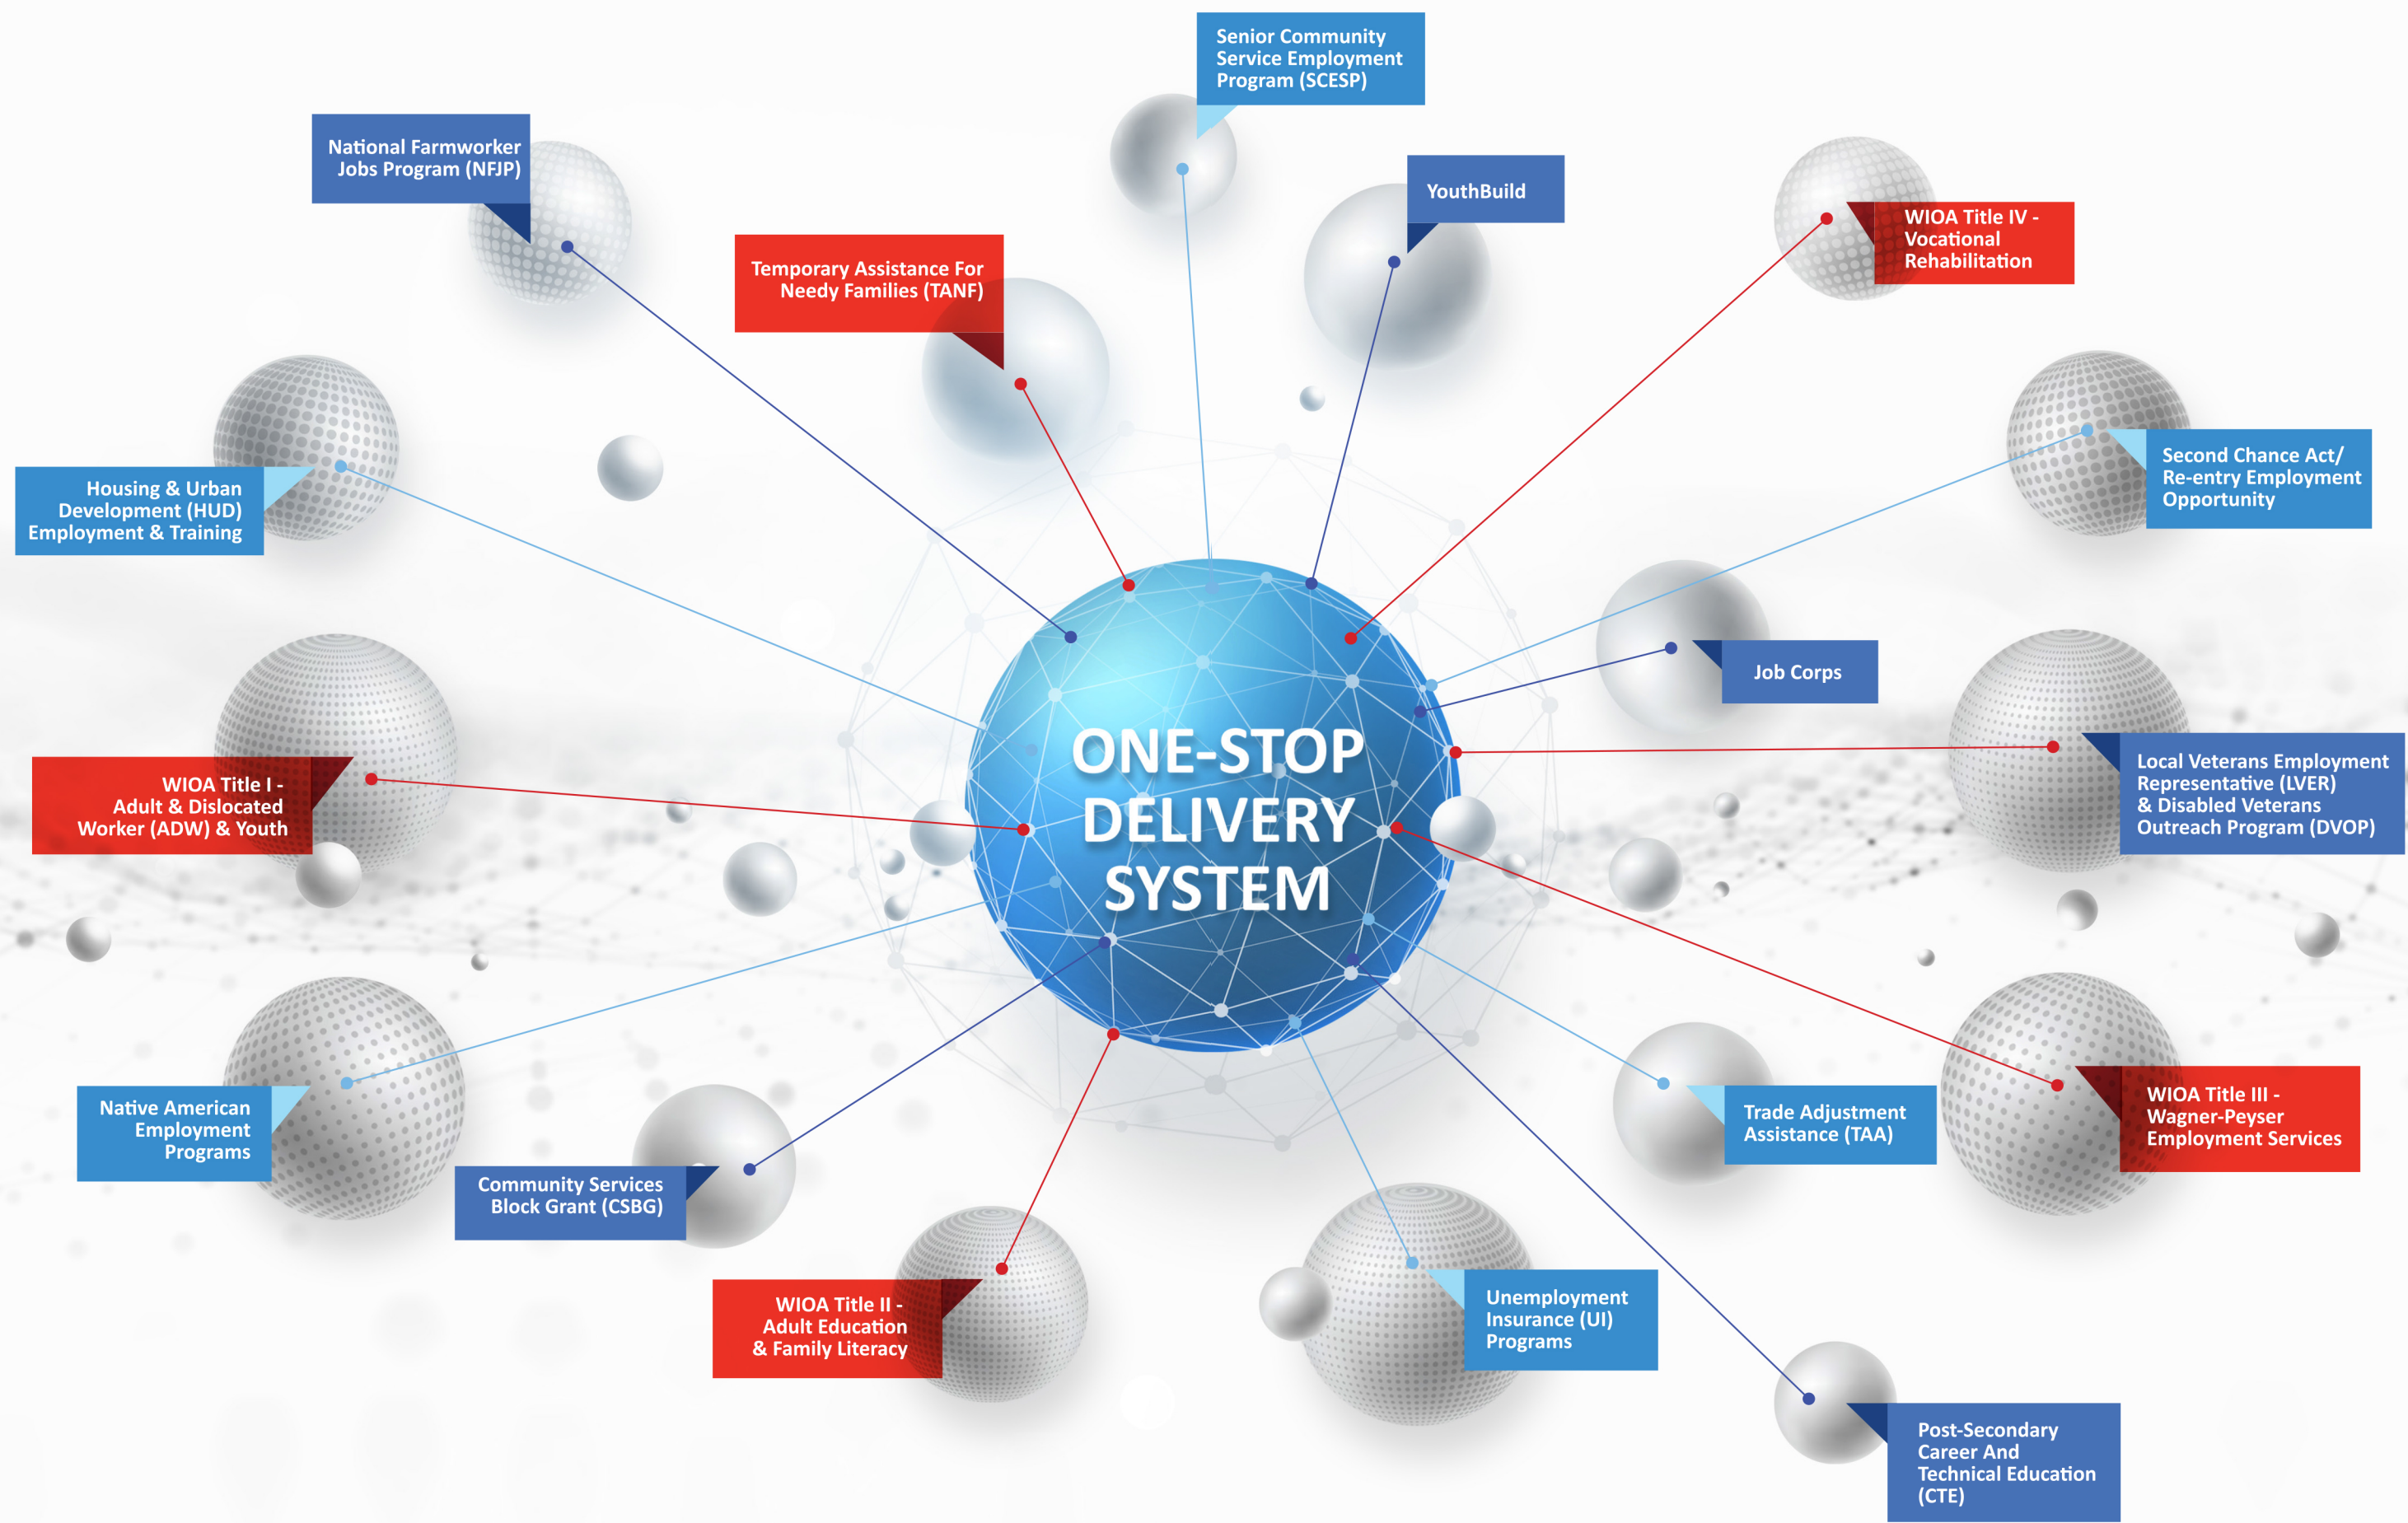 Senior Community
Service Employment
Program (SCESP)
National Farmworker
Jobs Program (NFJP)
YouthBuild
Temporary Assistance For
Needy Families (TANF)
WIOA Title IV -
Vocational
Rehabilitation
Housing & Urban
Development (HUD)
Employment & Training
Second Chance Act/
Re-entry Employment
Opportunity
Job Corps
ONE-STOP
DELIVERY
SYSTEM
WIOA Title I -
Adult & Dislocated
Worker (ADW) & Youth
Local Veterans Employment
Representative (LVER)
& Disabled Veterans
Outreach Program (DVOP)
Native American
Employment
Programs
Trade Adjustment
Assistance (TAA)
WIOA Title III -
Wagner-Peyser
Employment Services
Community Services
Block Grant (CSBG)
WIOA Title II -
Adult Education
& Family Literacy
Unemployment
Insurance (UI)
Programs
Post-Secondary
Career And
Technical Education
(CTE)